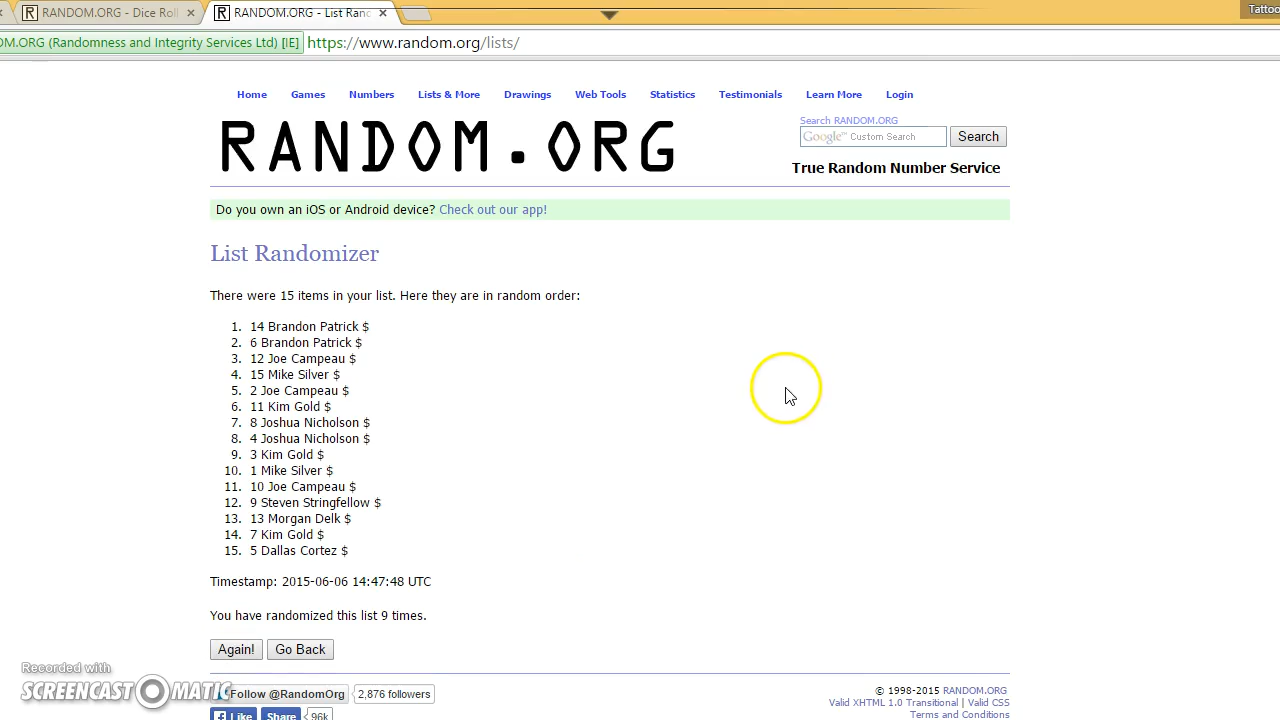 RANDOM.ORG - Dice Roll
RANDOM.ORG - List Ranc
Tattoo
OM.ORG (Randomness and Integrity Services Ltd) [IE] https://www.random.org/lists/
Home Games Numbers Lists & More Drawings Web Tools Statistics Testimonials Learn More Login
Search RANDOM.ORG
Google™ Custom Search Search
RANDOM.ORG
True Random Number Service
Do you own an iOS or Android device? Check out our app!
List Randomizer
There were 15 items in your list. Here they are in random order:
1. 14 Brandon Patrick $
2. 6 Brandon Patrick $
3. 12 Joe Campeau $
4. 15 Mike Silver $
5. 2 Joe Campeau $
6. 11 Kim Gold $
7. 8 Joshua Nicholson $
8. 4 Joshua Nicholson $
9. 3 Kim Gold $
10. 1 Mike Silver $
11. 10 Joe Campeau $
12. 9 Steven Stringfellow $
13. 13 Morgan Delk $
14. 7 Kim Gold $
15. 5 Dallas Cortez $
Timestamp: 2015-06-06 14:47:48 UTC
You have randomized this list 9 times.
Again! Go Back
Recorded with
SCREENCAST MATIC
Follow @RandomOrg 2,876 followers
Like Share 96k
© 1998-2015 RANDOM.ORG
Valid XHTML 1.0 Transitional | Valid CSS
Terms and Conditions